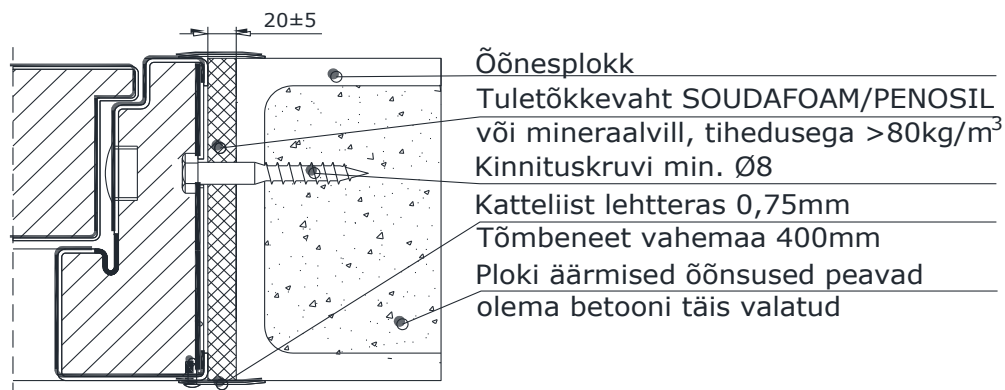 20±5
Õõnesplokk
Tuletõkkevaht SOUDAFOAM/PENOSIL
või mineraalvill, tihedusega >80kg/m³
Kinnituskruvi min. Ø8
Katteliist lehtteras 0,75mm
Tõmbeneet vahemaa 400mm
Ploki äärmised õõnsused peavad
olema betooni täis valatud